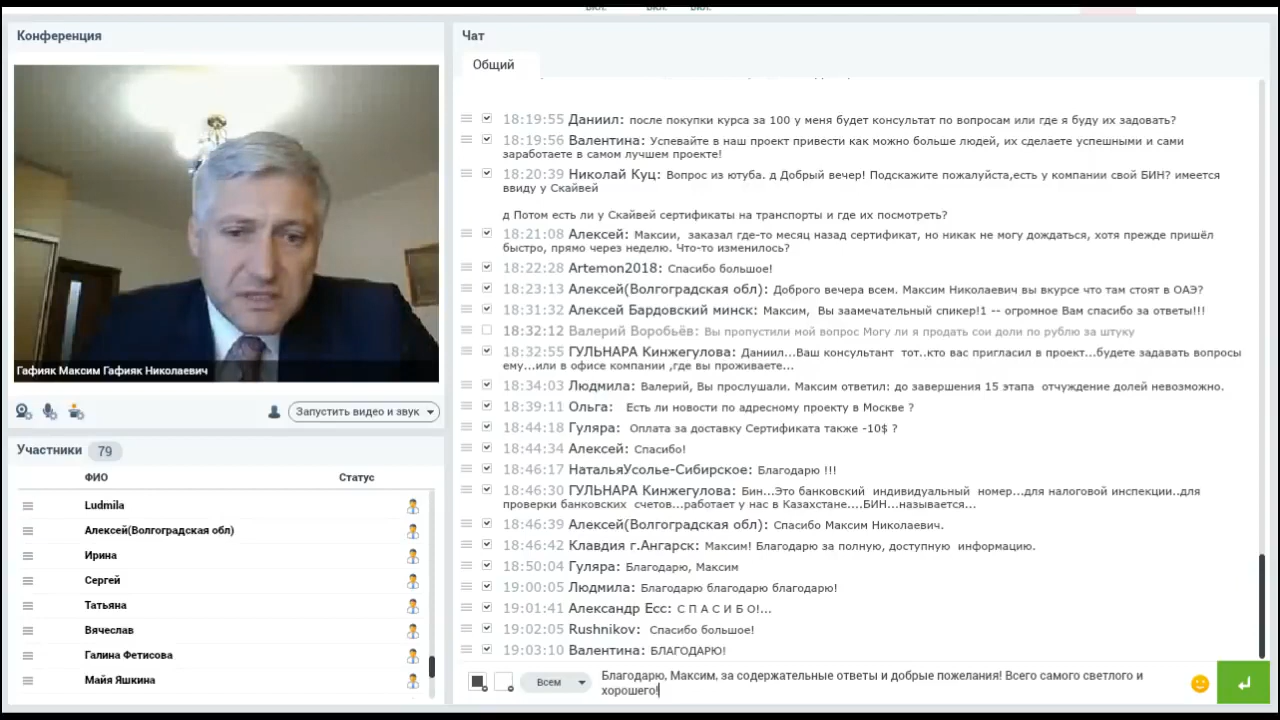 Конференция
Гафияк Максим Гафияк Николаевич
Запустить видео и звук
Участники 79
ФИО Статус
Ludmila
Алексей(Волгоградская обл)
Ирина
Сергей
Татьяна
Вячеслав
Галина Фетисова
Майя Яшкина
Чат
Общий
18:19:55 Даниил: после покупки курса за 100 у меня будет консультат по вопросам или где я буду их задовать?
18:19:56 Валентина: Успевайте в наш проект привести как можно больше людей, их сделаете успешными и сами
заработаете в самом лучшем проекте!
18:20:39 Николай Куц: Вопрос из ютуба. д Добрый вечер! Подскажите пожалуйста,есть у компании свой БИН? имеется
ввиду у Скайвей
д Потом есть ли у Скайвей сертификаты на транспорты и где их посмотреть?
18:21:08 Алексей: Максии, заказал где-то месяц назад сертификат, но никак не могу дождаться, хотя прежде пришёл
быстро, прямо через неделю. Что-то изменилось?
18:22:28 Artemon2018: Спасибо большое!
18:23:13 Алексей(Волгоградская обл): Доброго вечера всем. Максим Николаевич вы вкурсе что там стоят в ОАЭ?
18:31:32 Алексей Бардовский минск: Максим, Вы заамечательный спикер!1 -- огромное Вам спасибо за ответы!!!
18:32:12 Валерий Воробьёв: Вы пропустили мой вопрос Могу ли я продать сои доли по рублю за штуку
18:32:55 ГУЛЬНАРА Кинжегулова: Даниил...Ваш консультант тот..кто вас пригласил в проект...будете задавать вопросы
ему...или в офисе компании ,где вы проживаете...
18:34:03 Людмила: Валерий, Вы прослушали. Максим ответил: до завершения 15 этапа отчуждение долей невозможно.
18:39:11 Ольга: Есть ли новости по адресному проекту в Москве ?
18:44:18 Гуляра: Оплата за доставку Сертификата также -10$ ?
18:44:34 Алексей: Спасибо!
18:46:17 НатальяУсолье-Сибирское: Благодарю !!!
18:46:30 ГУЛЬНАРА Кинжегулова: Бин...Это банковский индивидуальный номер...для налоговой инспекции..для
проверки банковских счетов...работает у нас в Казахстане....БИН...называется...
18:46:39 Алексей(Волгоградская обл): Спасибо Максим Николаевич.
18:46:42 Клавдия г.Ангарск: Максим! Благодарю за полную, доступную информацию.
18:50:04 Гуляра: Благодарю, Максим
19:00:05 Людмила: Благодарю благодарю благодарю!
19:01:41 Александр Есс: С П А С И Б О!...
19:02:05 Rushnikov: Спасибо большое!
19:03:10 Валентина: БЛАГОДАРЮ!
Всем
Благодарю, Максим, за содержательные ответы и добрые пожелания! Всего самого светлого и
хорошего!